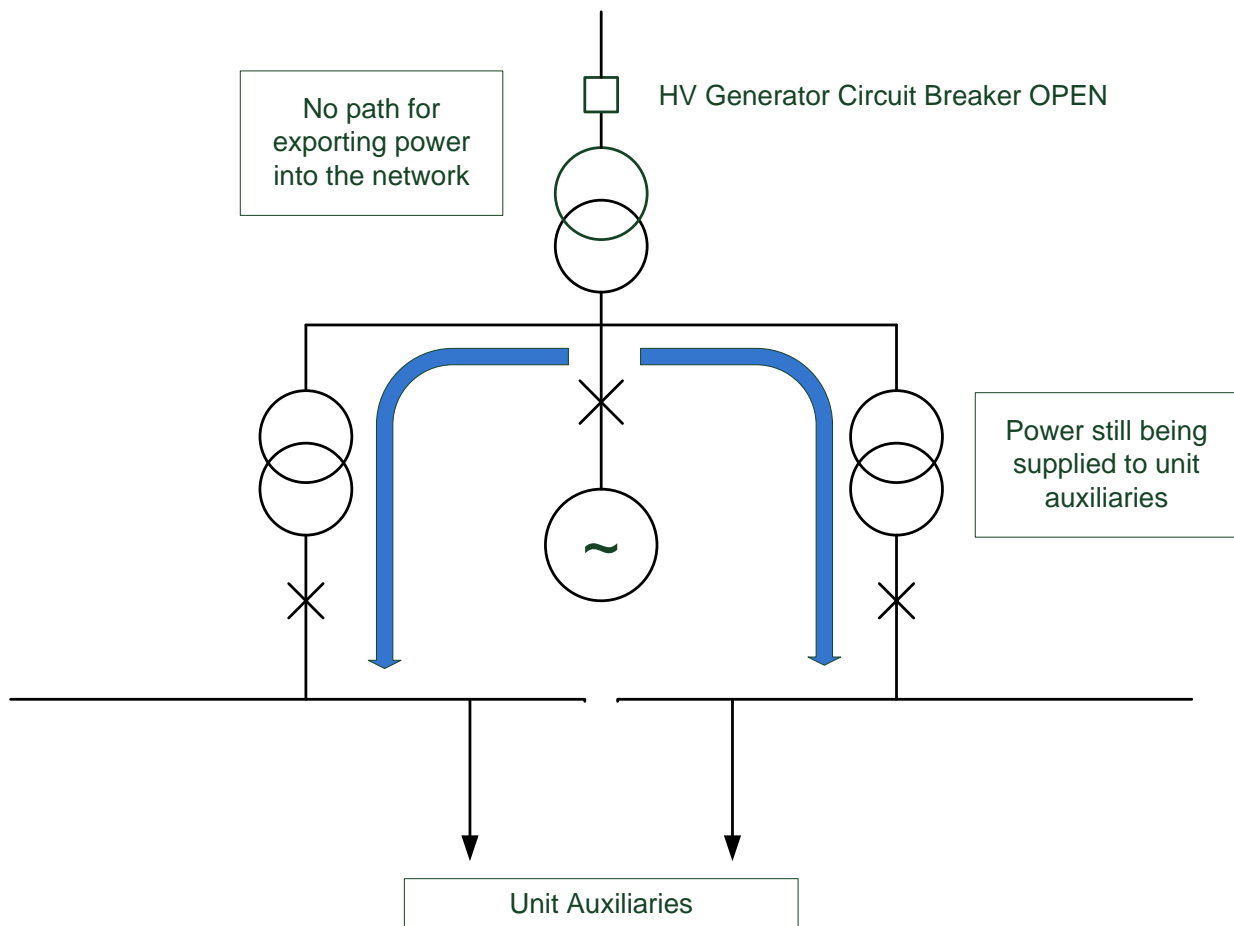 HV Generator Circuit Breaker OPEN
No path for
exporting power
into the network
Power still being
supplied to unit
auxiliaries
~
Unit Auxiliaries